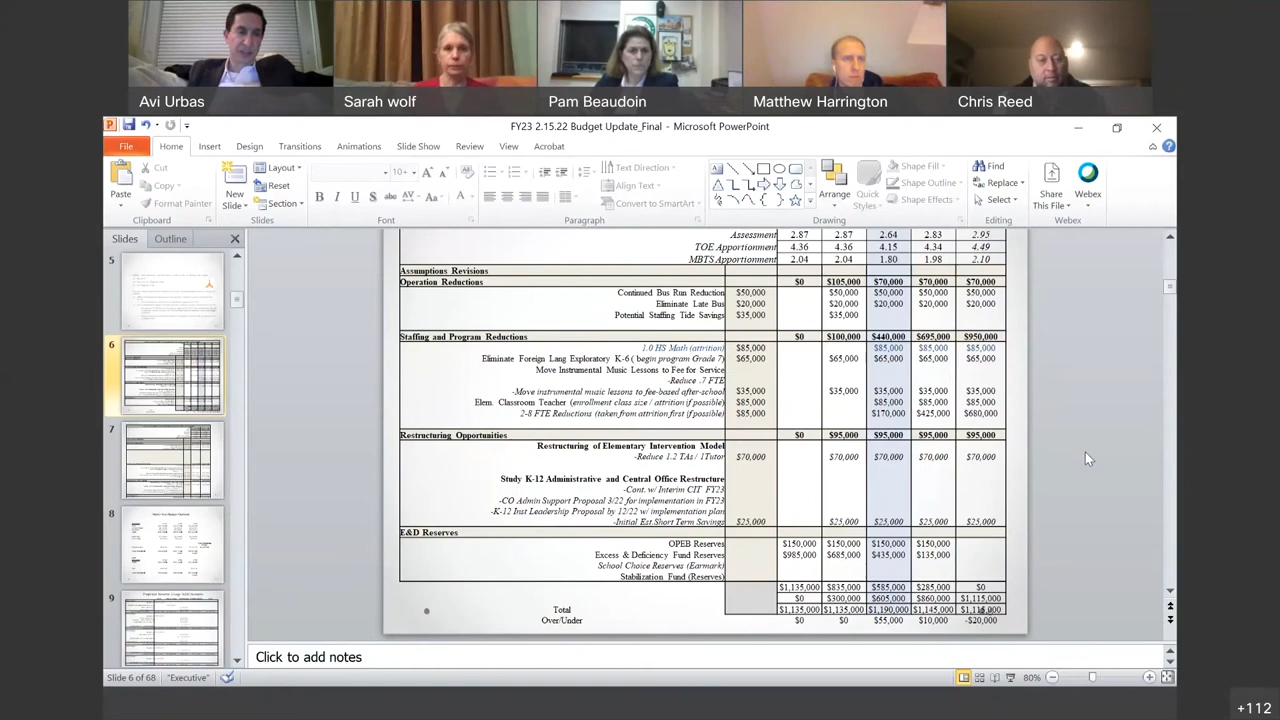 Avi Urbas Sarah wolf Pam Beaudoin Matthew Harrington Chris Reed
FY23 2.15.22 Budget Update_Final - Microsoft PowerPoint
File Home Insert Design Transitions Animations Slide Show Review View Acrobat
Paste Cut Copy Format Painter
Clipboard
New Slide Layout Reset Section
Slides
10
B I U S abc AV Aa A
Font
Text Direction Align Text Convert to SmartArt
Paragraph
Arrange Quick Styles Shape Fill Shape Outline Shape Effects
Drawing
Find Replace Select
Editing
Share This File Webex
Webex
Slides Outline
5
6
7
8
9
Assessment 2.87 2.87 2.64 2.83 2.95
TOE Apportionment 4.36 4.36 4.15 4.34 4.49
MBTS Apportionment 2.04 2.04 1.80 1.98 2.10
Assumptions Revisions
Operation Reductions $0 $105,000 $70,000 $70,000 $70,000
Continued Bus Run Reduction $50,000 $50,000 $50,000 $50,000 $50,000
Eliminate Late Bus $20,000 $20,000 $20,000 $20,000 $20,000
Potential Staffing Tide Savings $35,000 $35,000
Staffing and Program Reductions $0 $100,000 $440,000 $695,000 $950,000
1.0 HS Math (attrition) $85,000 $85,000 $85,000 $85,000
Eliminate Foreign Lang Exploratory K-6 ( begin program Grade 7) $65,000 $65,000 $65,000 $65,000 $65,000
Move Instrumental Music Lessons to Fee for Service
-Reduce .7 FTE
-Move instrumental music lessons to fee-based after-school $35,000 $35,000 $35,000 $35,000 $35,000
Elem. Classroom Teacher (enrollment class size / attrition if possible) $85,000 $85,000 $85,000 $85,000
2-8 FTE Reductions (taken from attrition first if possible) $85,000 $170,000 $425,000 $680,000
Restructuring Opportunities $0 $95,000 $95,000 $95,000 $95,000
Restructuring of Elementary Intervention Model
-Reduce 1.2 TAs / 1Tutor $70,000 $70,000 $70,000 $70,000 $70,000
Study K-12 Administrative and Central Office Restructure
-Cont. w/ Interim CIT FY23
-CO Admin Support Proposal 3/22 for implementation in FY23
-K-12 Inst Leadership Proposal by 12/22 w/ implementation plan
-Initial Est.Short Term Savings $25,000 $25,000 $25,000 $25,000 $25,000
E&D Reserves
OPEB Reserves $150,000 $150,000 $150,000 $150,000
Excess & Deficiency Fund Reserves $985,000 $685,000 $435,000 $135,000
School Choice Reserves (Earmark)
Stabilization Fund (Reserves)
$1,135,000 $835,000 $585,000 $285,000 $0
$0 $300,000 $605,000 $860,000 $1,115,000
Total $1,135,000 $1,135,000 $1,190,000 $1,145,000
Over/Under $0 $0 $55,000 $10,000 -$20,000
Click to add notes
Slide 6 of 68 "Executive" 80%
+112